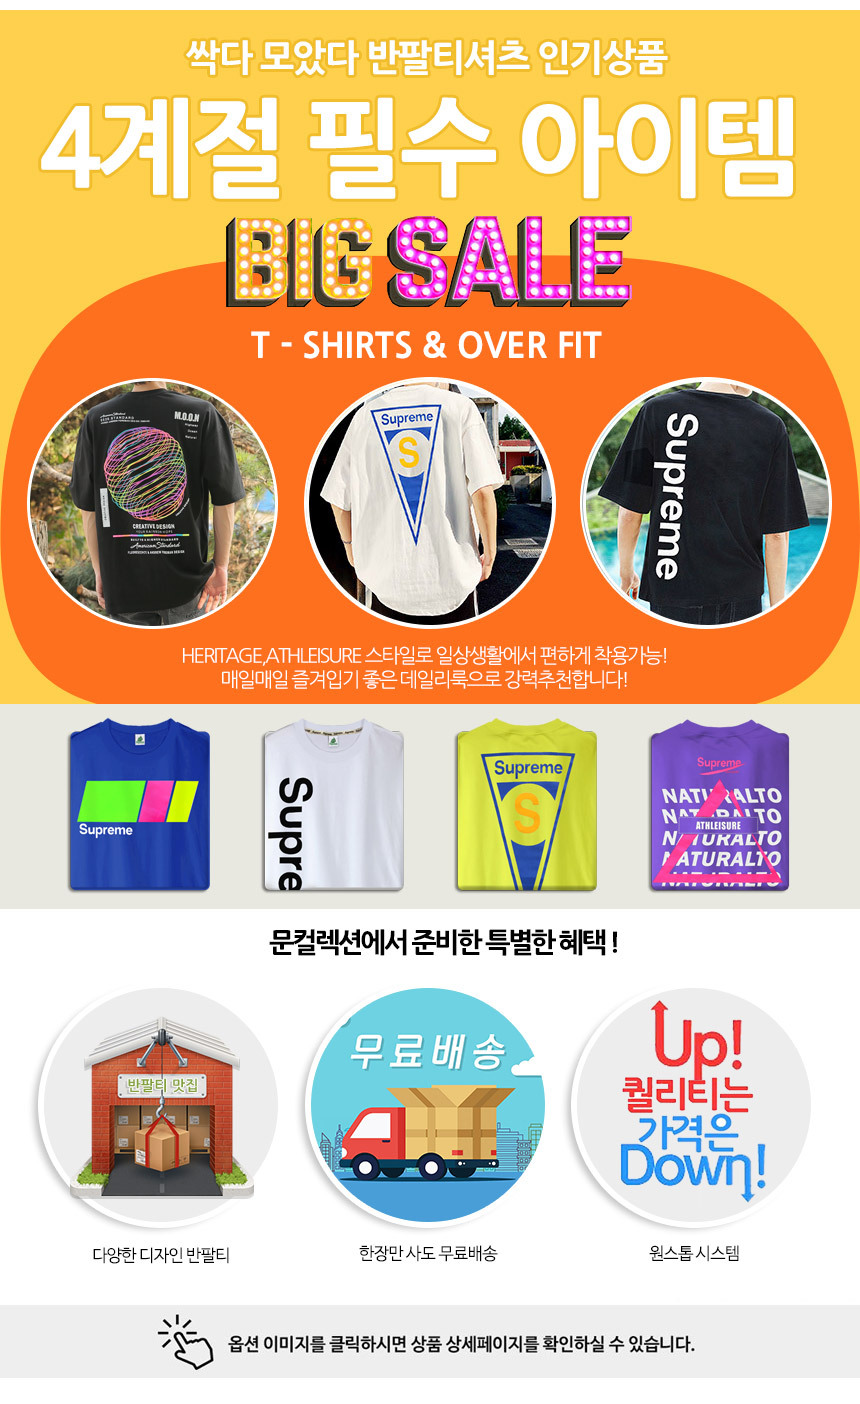 싹다 모았다 반팔티셔츠 인기상품
4계절 필수 아이템
BIG SALE
T - SHIRTS & OVER FIT
M.O.O.N
Highway
Ocean
Natural
CREATIVE DESIGN
American Standard
Supreme
S
Supreme
HERITAGE,ATHLEISURE 스타일로 일상생활에서 편하게 착용가능!
매일매일 즐겨입기 좋은 데일리룩으로 강력추천합니다!
Supreme
Supre
Supreme
S
Supreme
NATURALTO
NATURALTO
ATHLEISURE
NATURALTO
NATURALTO
NATURALTO
문컬렉션에서 준비한 특별한 혜택 !
반팔티 맛집
무료배송
Up!
퀄리티는
가격은
Down!
다양한 디자인 반팔티
한장만 사도 무료배송
원스톱 시스템
옵션 이미지를 클릭하시면 상품 상세페이지를 확인하실 수 있습니다.